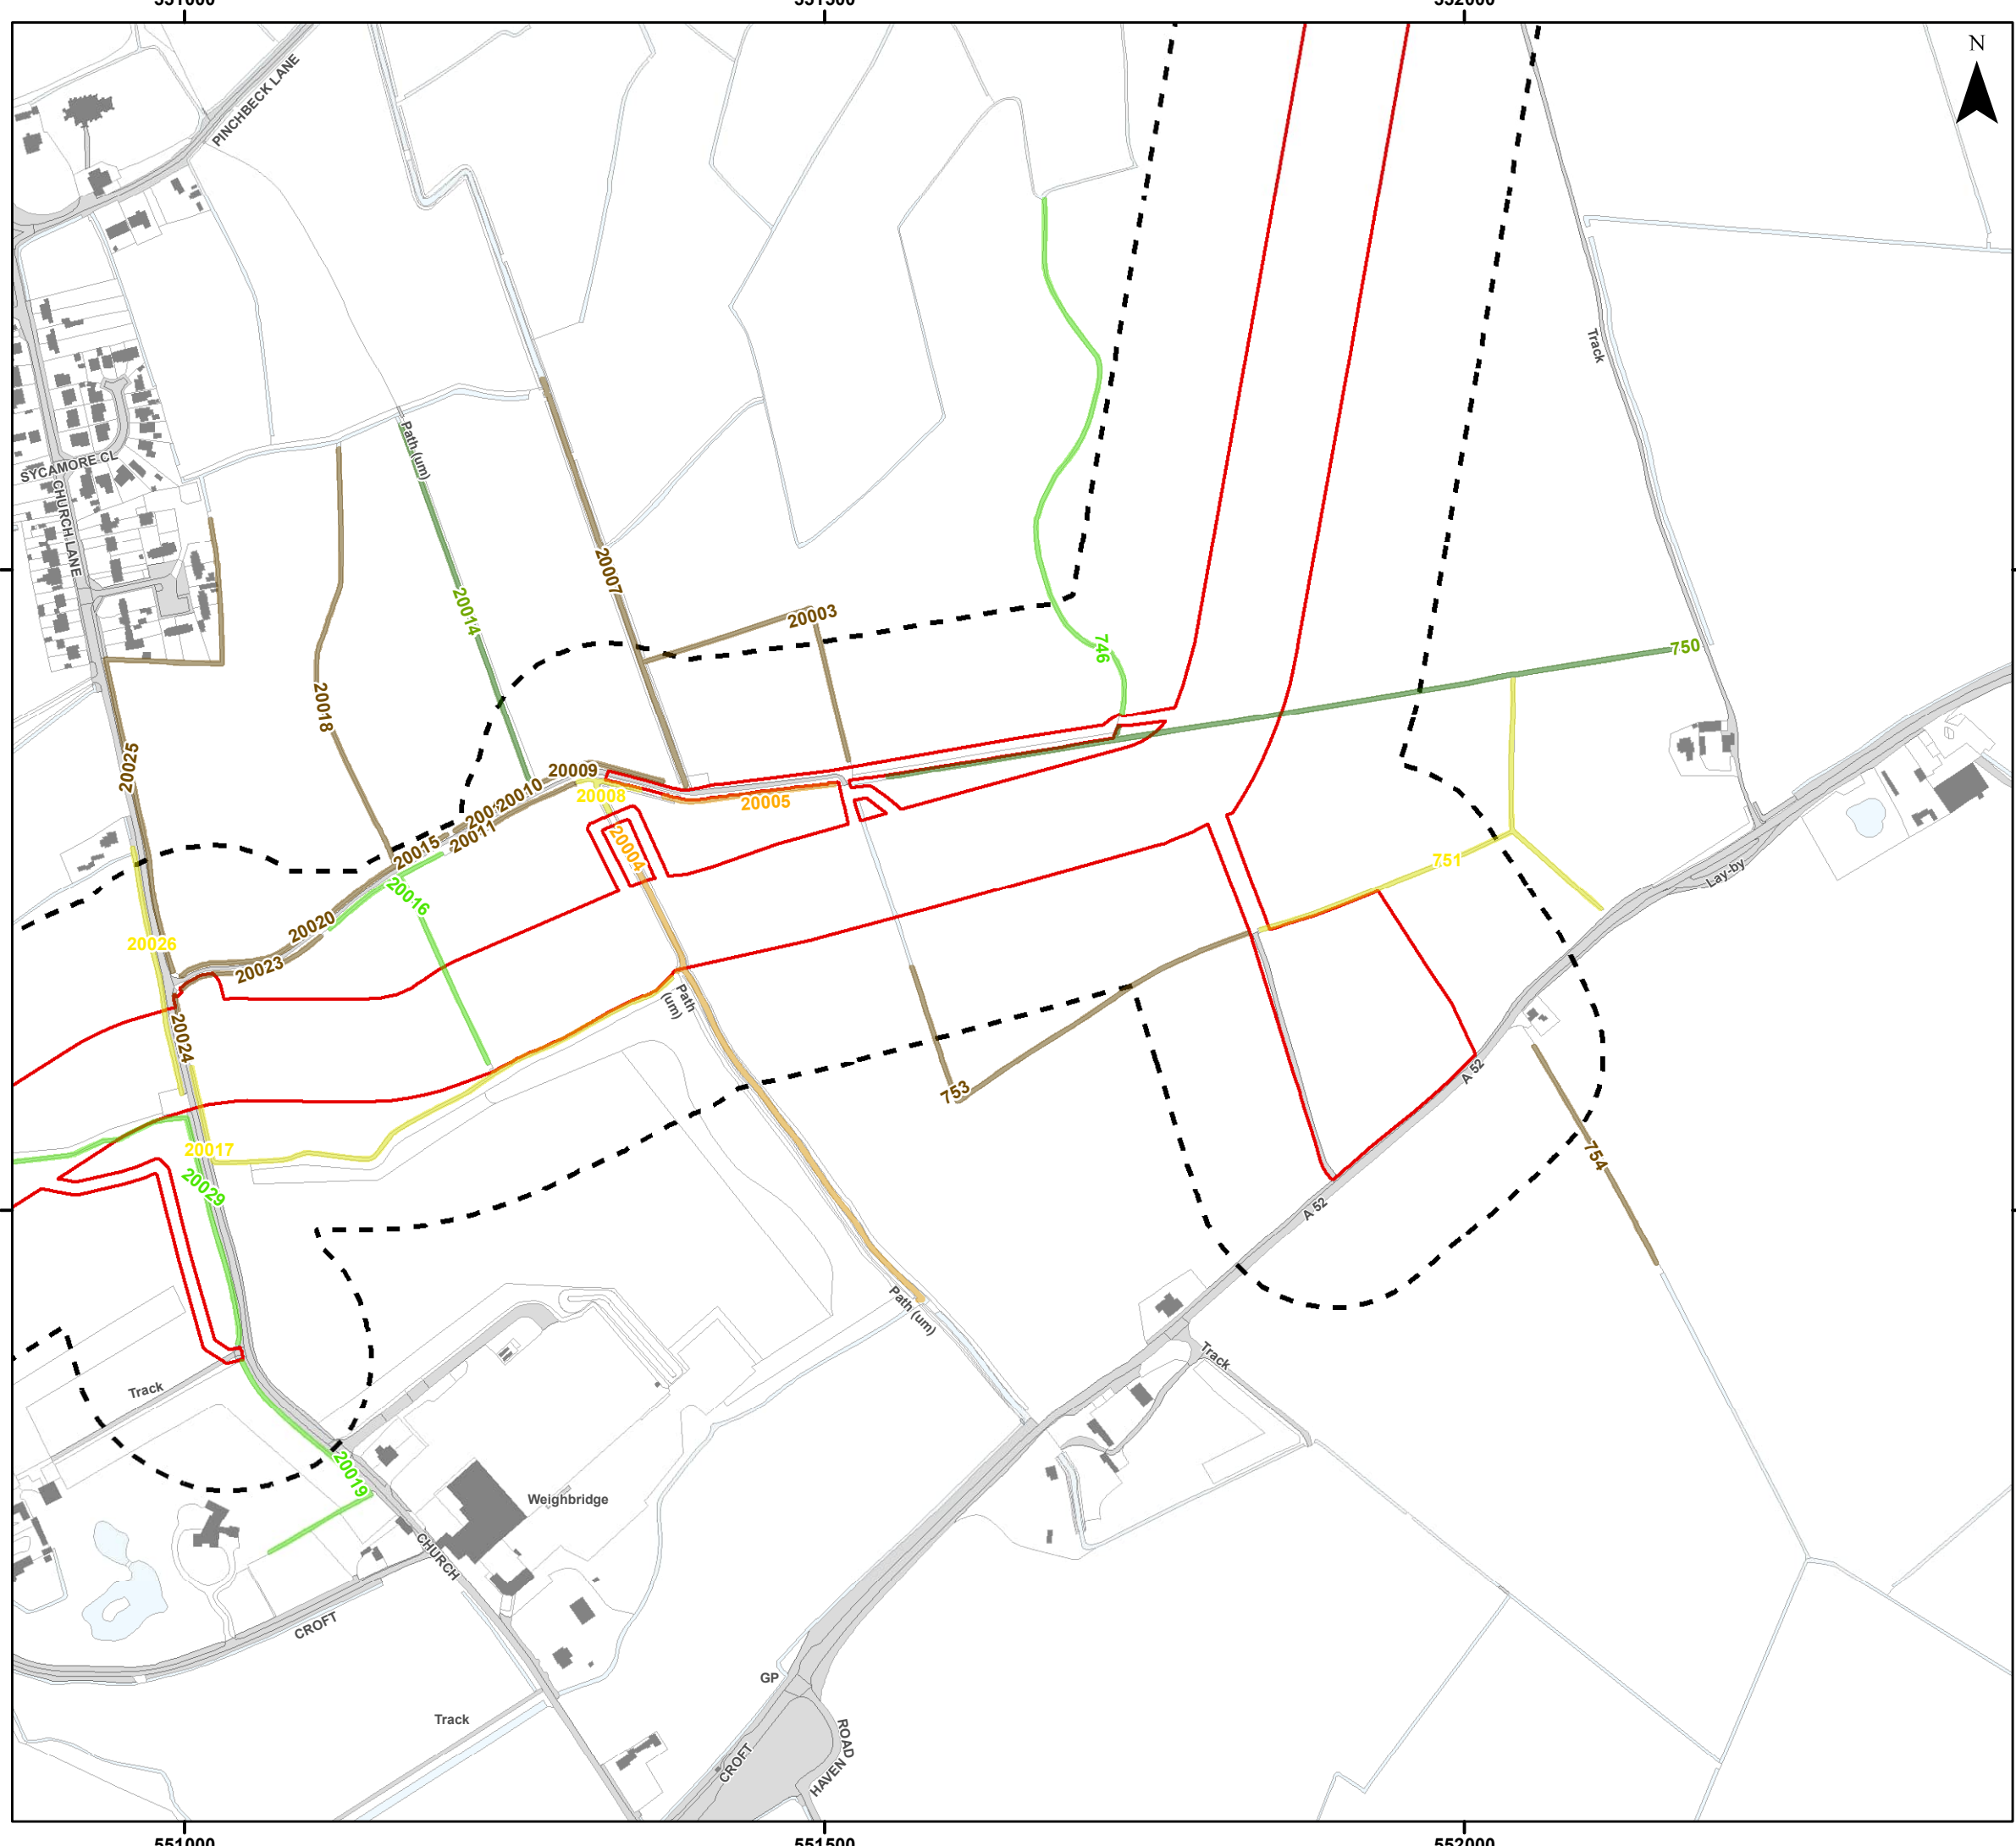 551000
551500
552000
N
PINCHBECK LANE
Track
Path (um)
SYCAMORE CL
CHURCH LANE
20007
20014
20003
746
750
20018
20025
20009
20010
20008
20005
20011
20015
20004
751
Lay-by
20016
20020
20026
20023
Path
(um)
20024
A 52
753
20017
754
20029
A 52
Path (um)
Track
Track
20019
Weighbridge
CHURCH
CROFT
GP
Track
ROAD
CROFT
HAVEN
551000
551500
552000